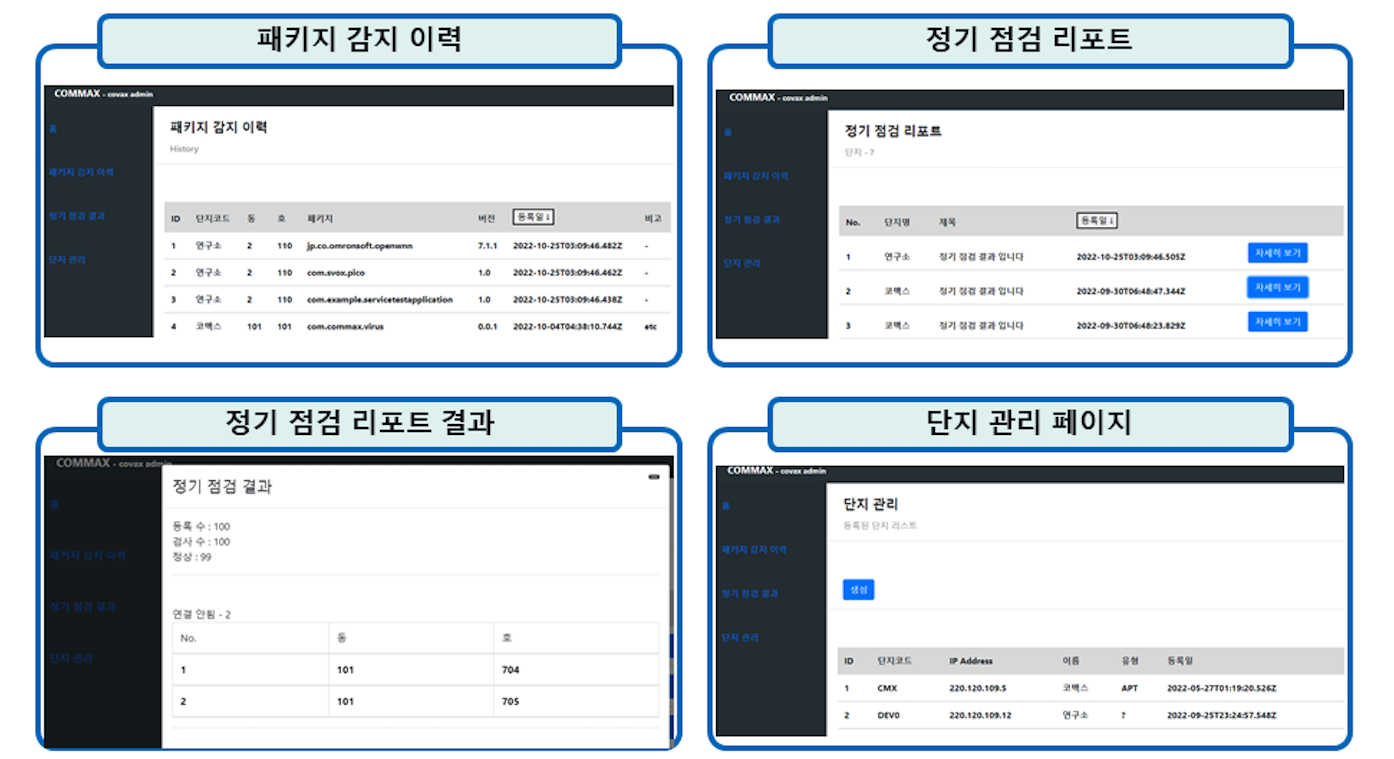 패키지 감지 이력
COMMAX - covax admin
홈
패키지 감지 이력
정기 점검 결과
단지 관리
패키지 감지 이력
History
ID 단지코드 동 호 패키지 버전 등록일↓ 비고
1 연구소 2 110 jp.co.omronsoft.openwnn 7.1.1 2022-10-25T03:09:46.482Z -
2 연구소 2 110 com.svox.pico 1.0 2022-10-25T03:09:46.462Z -
3 연구소 2 110 com.example.servicetestapplication 1.0 2022-10-25T03:09:46.438Z -
4 코맥스 101 101 com.commax.virus 0.0.1 2022-10-04T04:38:10.744Z etc
정기 점검 리포트
COMMAX - covax admin
홈
패키지 감지 이력
정기 점검 결과
단지 관리
정기 점검 리포트
단지 - ?
No. 단지명 제목 등록일↓
1 연구소 정기 점검 결과 입니다 2022-10-25T03:09:46.505Z 자세히 보기
2 코맥스 정기 점검 결과 입니다 2022-09-30T06:48:47.344Z 자세히 보기
3 코맥스 정기 점검 결과 입니다 2022-09-30T06:48:23.829Z 자세히 보기
정기 점검 리포트 결과
COMMAX - covax admin
홈
패키지 감지 이력
정기 점검 결과
단지 관리
정기 점검 결과
등록 수 : 100
검사 수 : 100
정상 : 99
연결 안됨 - 2
No. 동 호
1 101 704
2 101 705
단지 관리 페이지
COMMAX - covax admin
홈
패키지 감지 이력
정기 점검 결과
단지 관리
단지 관리
등록된 단지 리스트
생성
ID 단지코드 IP Address 이름 유형 등록일
1 CMX 220.120.109.5 코맥스 APT 2022-05-27T01:19:20.526Z
2 DEV0 220.120.109.12 연구소 ? 2022-09-25T23:24:57.548Z